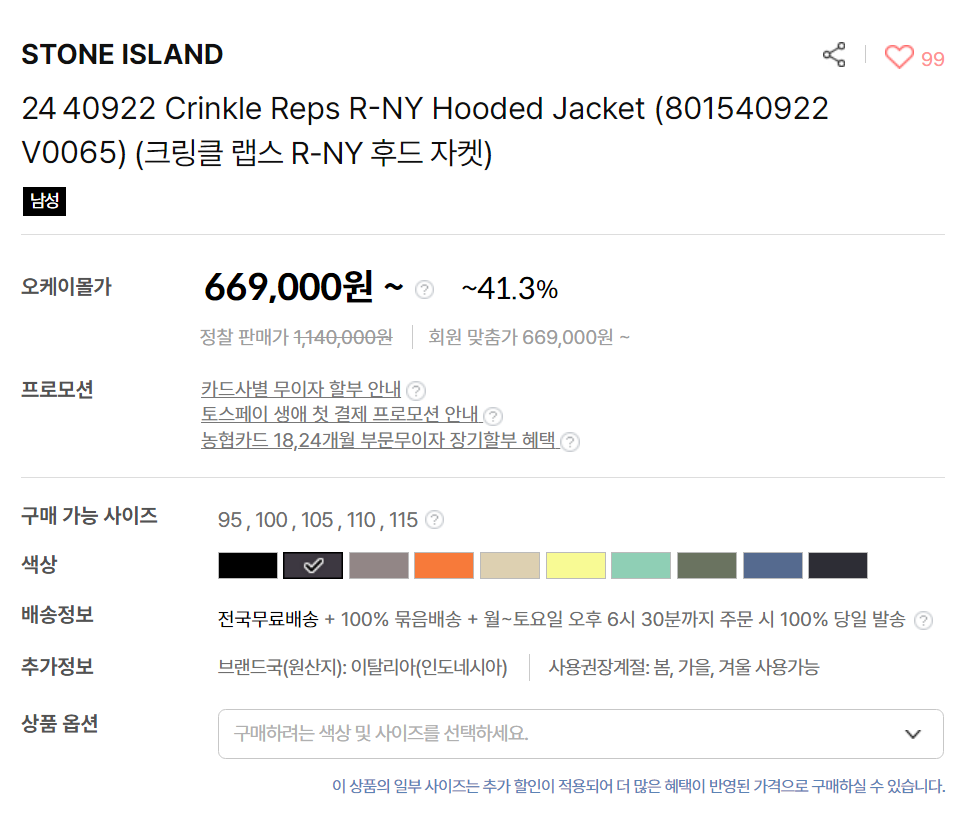 STONE ISLAND
99
24 40922 Crinkle Reps R-NY Hooded Jacket (801540922
V0065) (크링클 랩스 R-NY 후드 자켓)
남성
오케이몰가 669,000원 ~ ? ~41.3%
정찰 판매가 1,140,000원 회원 맞춤가 669,000원 ~
프로모션 카드사별 무이자 할부 안내 ?
토스페이 생애 첫 결제 프로모션 안내 ?
농협카드 18,24개월 부문무이자 장기할부 혜택 ?
구매 가능 사이즈 95 , 100 , 105 , 110 , 115 ?
색상
배송정보 전국무료배송 + 100% 묶음배송 + 월~토요일 오후 6시 30분까지 주문 시 100% 당일 발송 ?
추가정보 브랜드국(원산지): 이탈리아(인도네시아) 사용권장계절: 봄, 가을, 겨울 사용가능
상품 옵션 구매하려는 색상 및 사이즈를 선택하세요.
이 상품의 일부 사이즈는 추가 할인이 적용되어 더 많은 혜택이 반영된 가격으로 구매하실 수 있습니다.